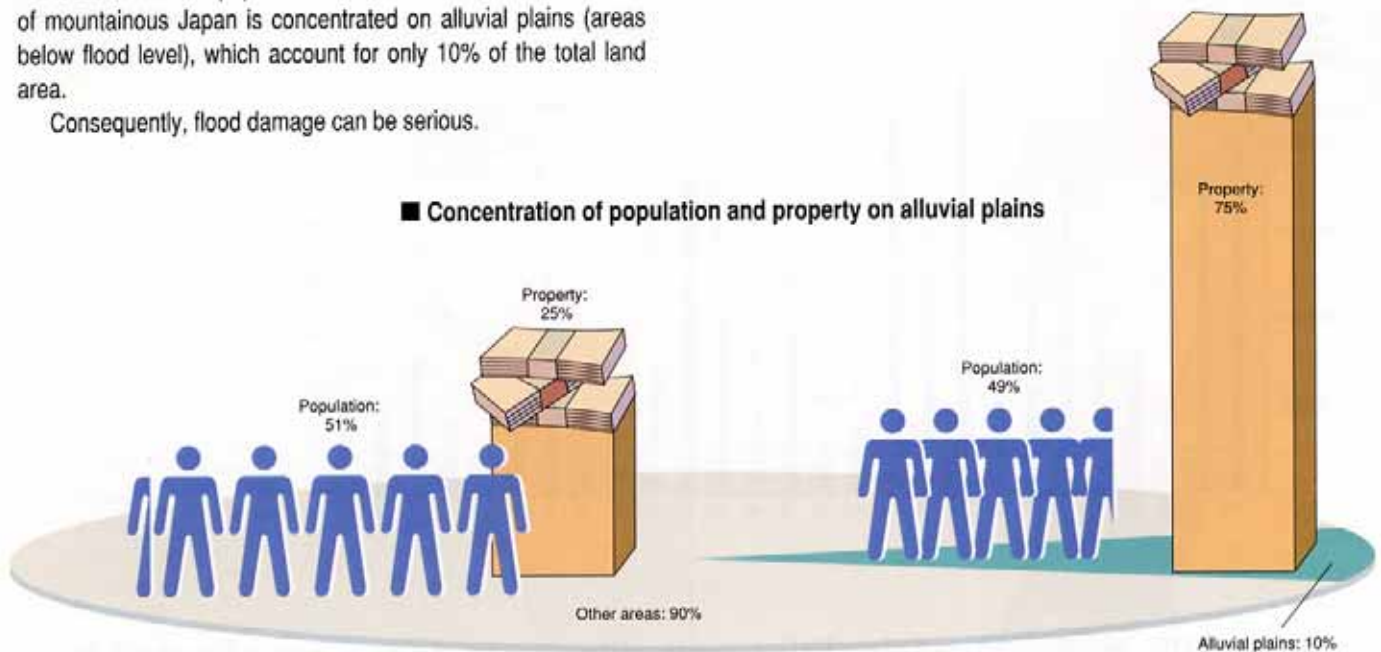 of mountainous Japan is concentrated on alluvial plains (areas
below flood level), which account for only 10% of the total land
area.
Consequently, flood damage can be serious.
■ Concentration of population and property on alluvial plains
Property:
75%
Property:
25%
Population:
49%
Population:
51%
Other areas: 90%
Alluvial plains: 10%